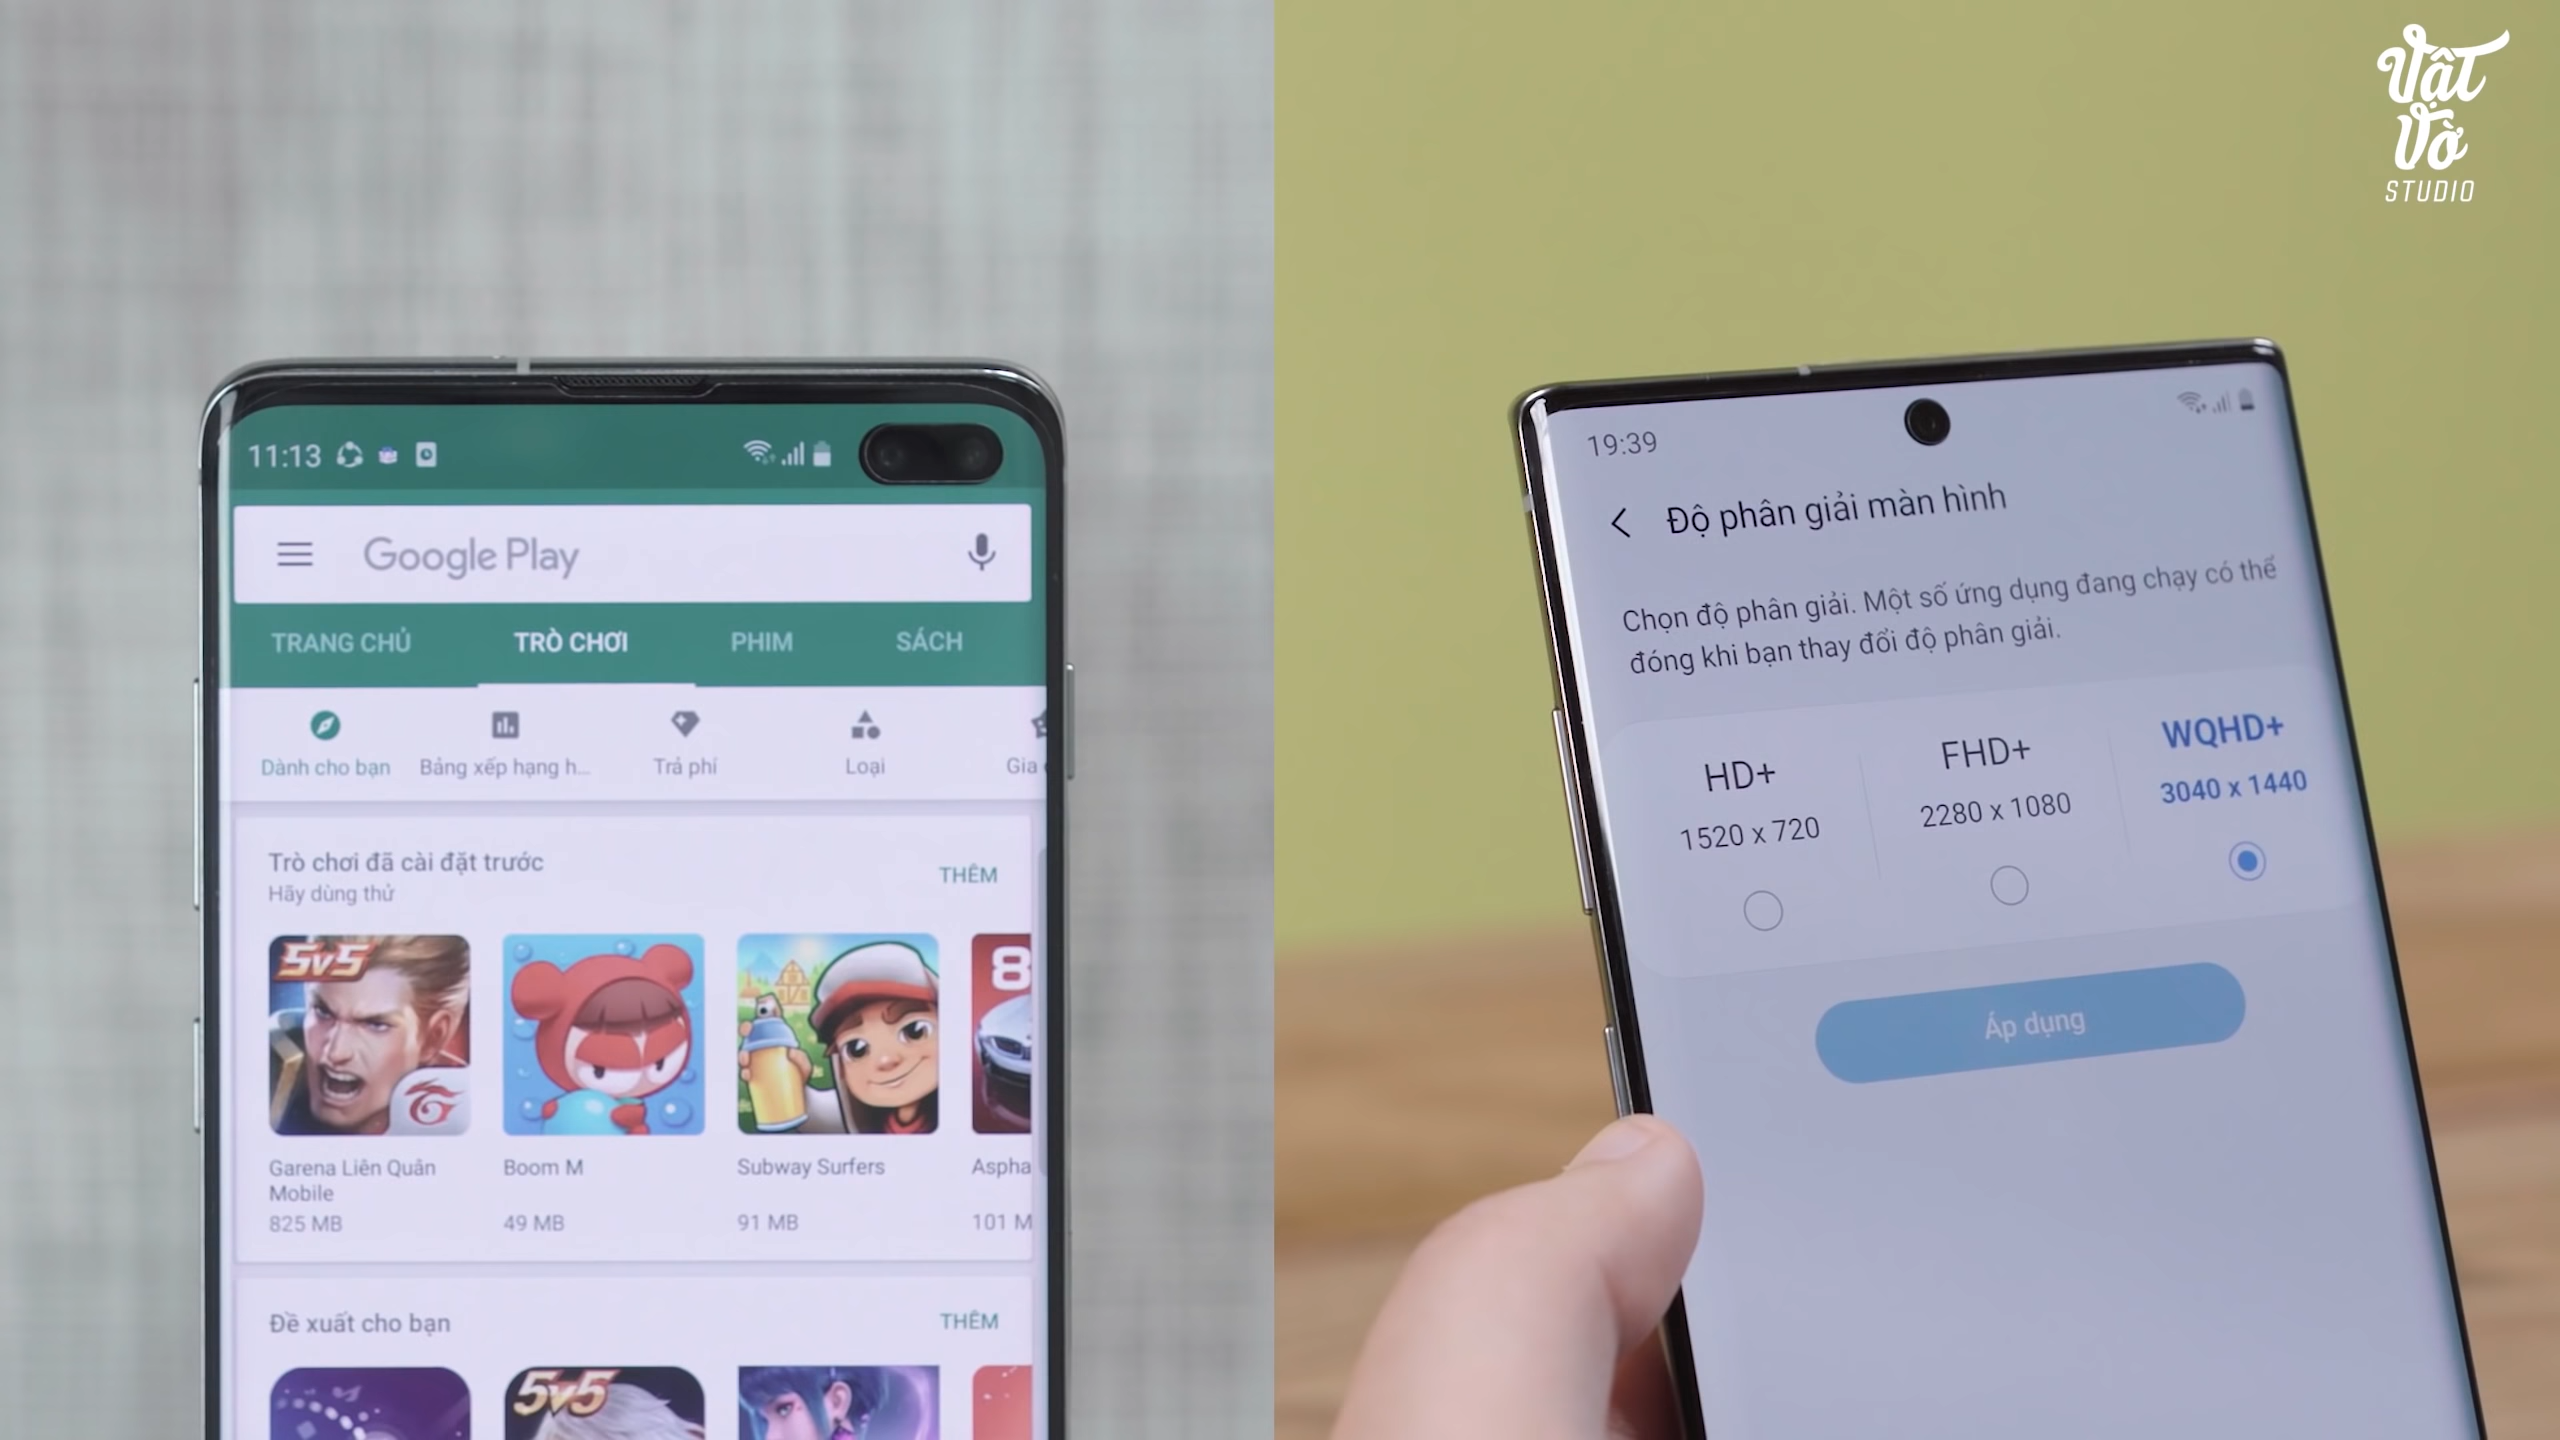 11:13
Google Play
TRANG CHỦ
TRÒ CHƠI
PHIM
SÁCH
Dành cho bạn
Bảng xếp hạng h...
Trả phí
Loại
Gia
Trò chơi đã cài đặt trước
Hãy dùng thử
THÊM
5v5
8
Garena Liên Quân
Mobile
825 MB
Boom M
49 MB
Subway Surfers
91 MB
Aspha
101 M
Đề xuất cho bạn
THÊM
5v5
Vật
Vờ
STUDIO
19:39
Độ phân giải màn hình
Chọn độ phân giải. Một số ứng dụng đang chạy có thể
đóng khi bạn thay đổi độ phân giải.
HD+
1520 x 720
FHD+
2280 x 1080
WQHD+
3040 x 1440
Áp dụng